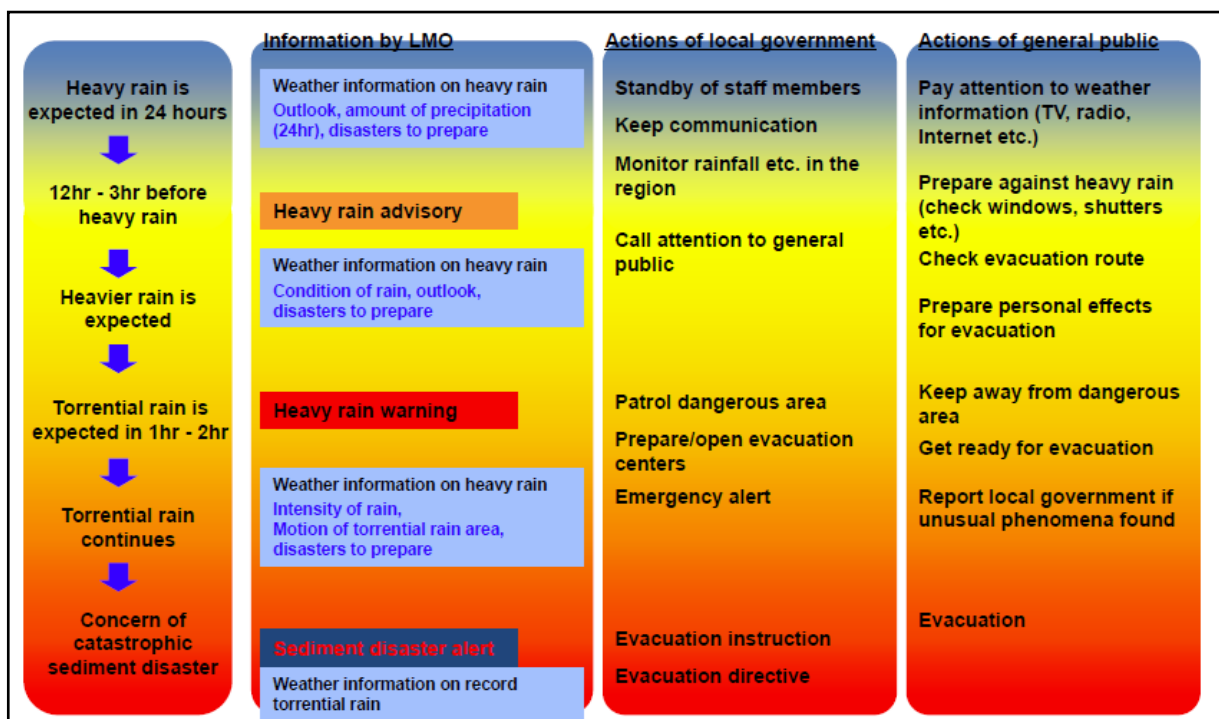 Information by LMO
Actions of local government
Actions of general public
Heavy rain is
expected in 24 hours
12hr - 3hr before
heavy rain
Heavier rain is
expected
Torrential rain is
expected in 1hr - 2hr
Torrential rain
continues
Concern of
catastrophic
sediment disaster
Weather information on heavy rain
Outlook, amount of precipitation
(24hr), disasters to prepare
Heavy rain advisory
Weather information on heavy rain
Condition of rain, outlook,
disasters to prepare
Heavy rain warning
Weather information on heavy rain
Intensity of rain,
Motion of torrential rain area,
disasters to prepare
Sediment disaster alert
Weather information on record
torrential rain
Standby of staff members
Keep communication
Monitor rainfall etc. in the
region
Call attention to general
public
Patrol dangerous area
Prepare/open evacuation
centers
Emergency alert
Evacuation instruction
Evacuation directive
Pay attention to weather
information (TV, radio,
Internet etc.)
Prepare against heavy rain
(check windows, shutters
etc.)
Check evacuation route
Prepare personal effects
for evacuation
Keep away from dangerous
area
Get ready for evacuation
Report local government if
unusual phenomena found
Evacuation